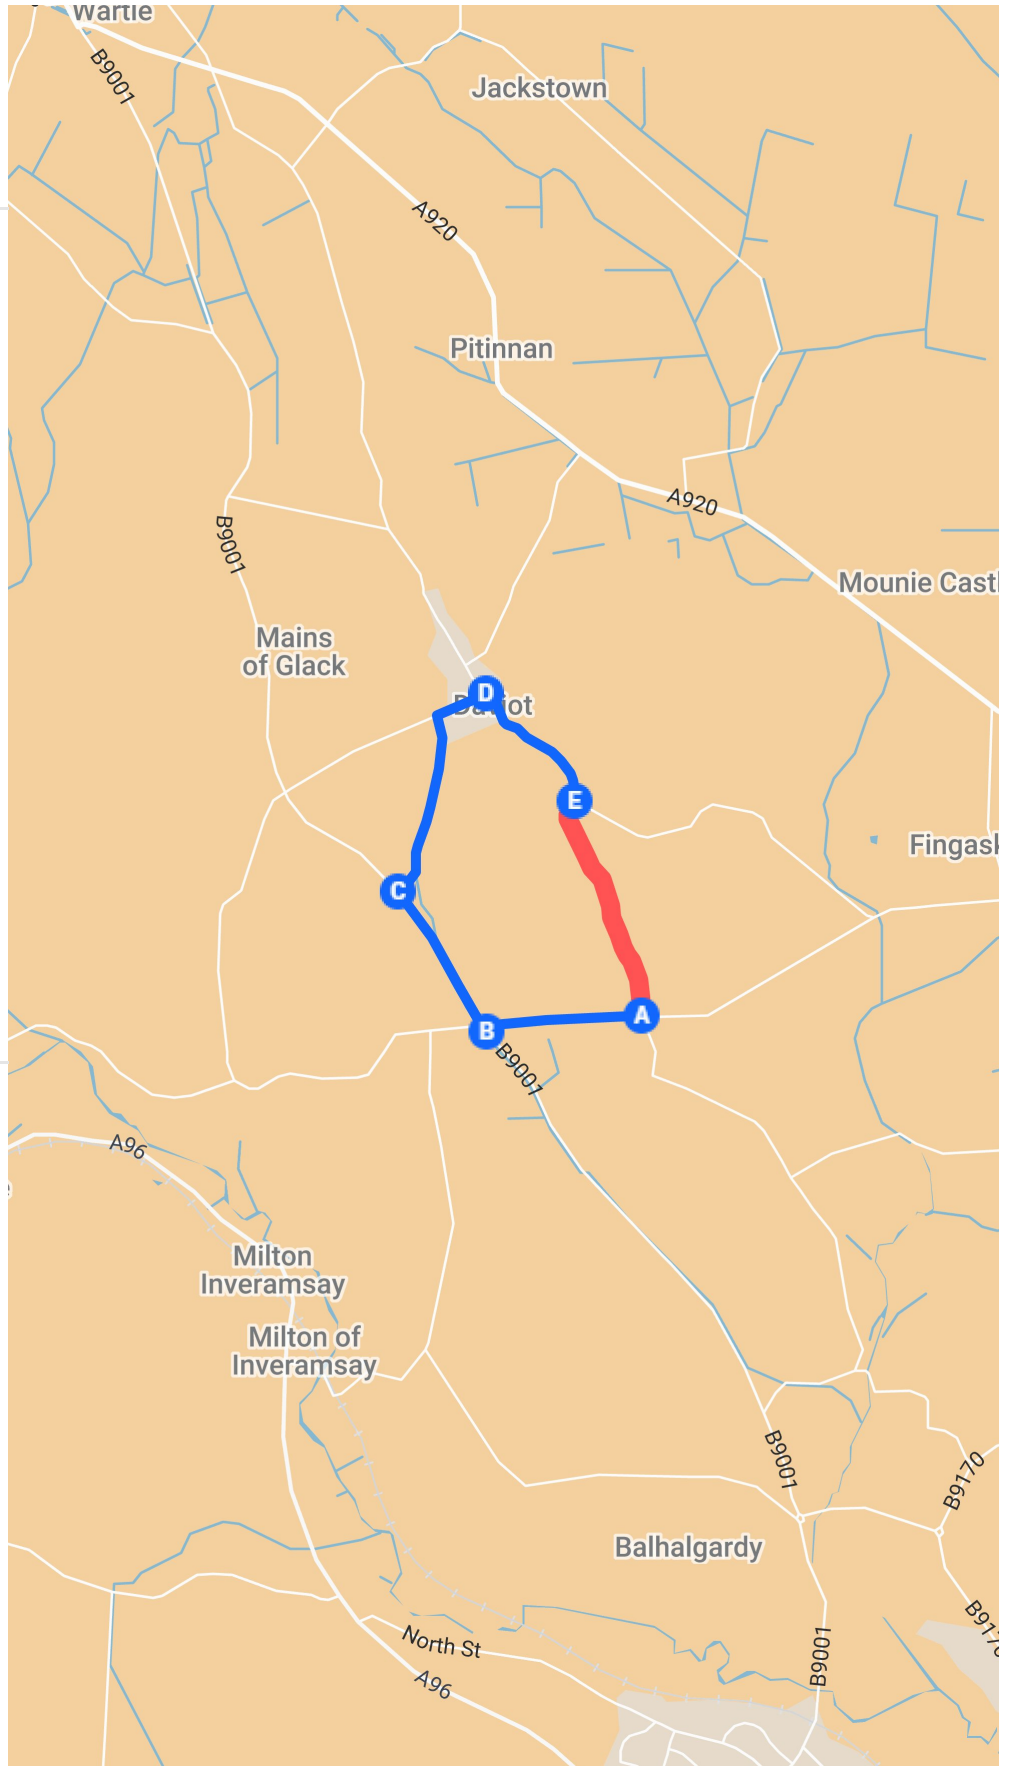 Wartle
B9001
Jackstown
A920
Pitinnan
A920
B9001
Mounie Castl
Mains
of Glack
D
E
Fingask
C
A
B
B9001
A96
Milton
Inveramsay
Milton of
Inveramsay
B9001
B9170
Balhalgardy
B9170
North St
B9001
A96